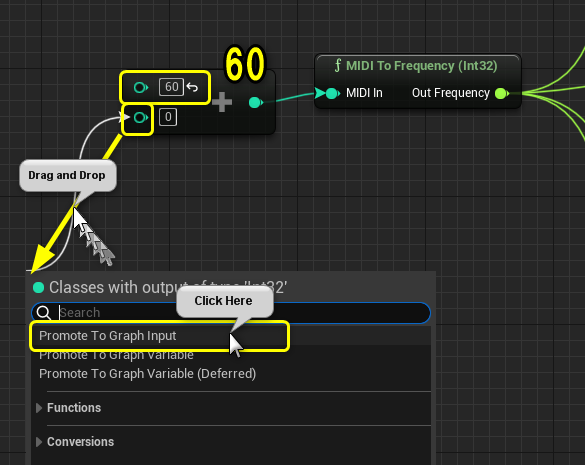 60
ƒ MIDI To Frequency (Int32)
60
MIDI In
Out Frequency
0
Drag and Drop
Classes with output of type 'Int32'
Click Here
Search
Promote To Graph Input
Promote To Graph Variable
Promote To Graph Variable (Deferred)
Functions
Conversions